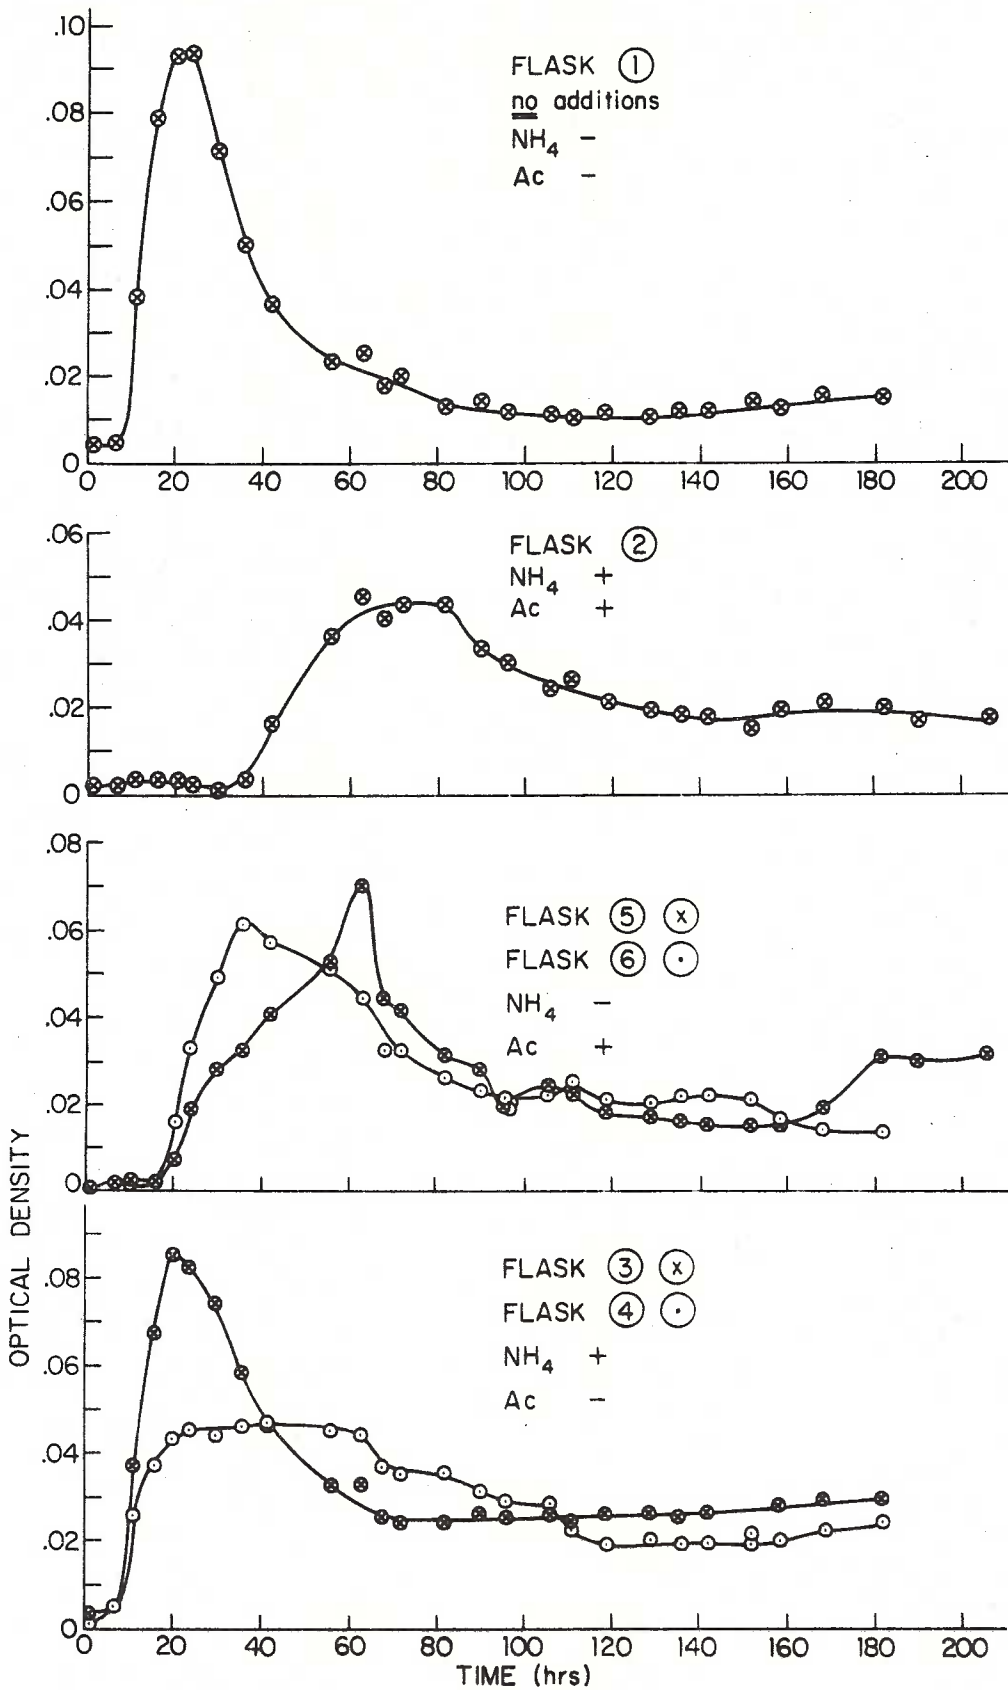 .10
.08
.06
.04
.02
0
0 20 40 60 80 100 120 140 160 180 200
FLASK 1
no additions
NH4 -
Ac -
.06
.04
.02
0
FLASK 2
NH4 +
Ac +
.08
.06
.04
.02
0
FLASK 5 x
FLASK 6 ·
NH4 -
Ac +
OPTICAL DENSITY
.08
.06
.04
.02
0
FLASK 3 x
FLASK 4 ·
NH4 +
Ac -
0 20 40 60 80 100 120 140 160 180 200
TIME (hrs)